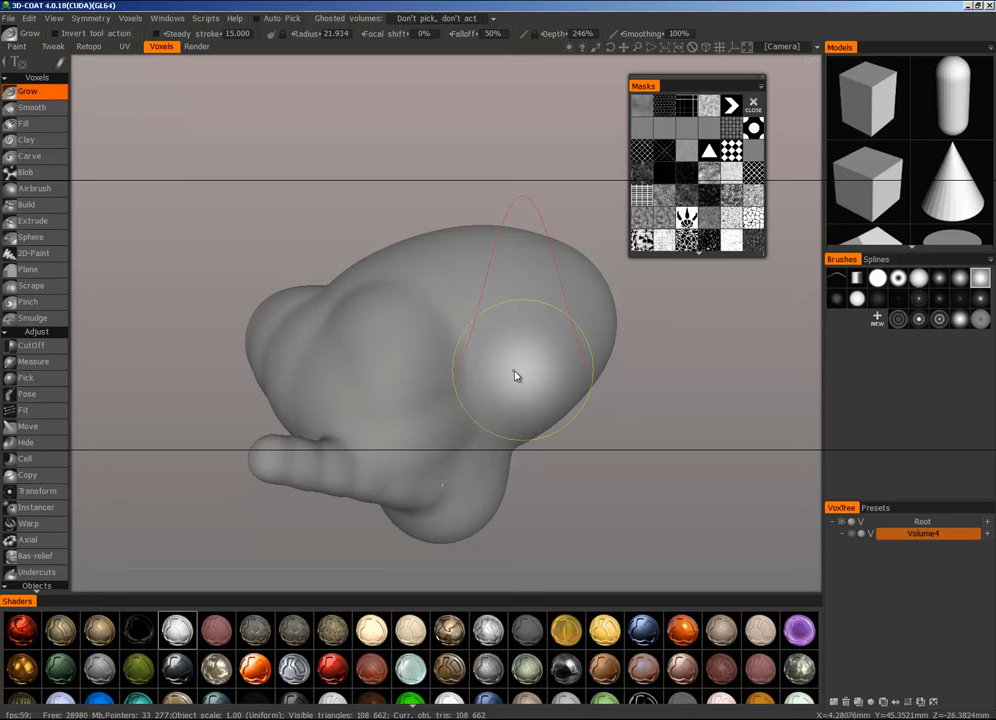 3D-COAT 4.0.18(CUDA)(GL64)
File Edit View Symmetry Voxels Windows Scripts Help Auto Pick Ghosted volumes: Don't pick, don't act
Grow Invert tool action Steady stroke 15.000 Radius 21.934 Focal shift 0% Falloff 50% Depth 246% Smoothing 100%
Paint Tweak Retopo UV Voxels Render [Camera]
Models
Voxels
Grow
Smooth
Fill
Clay
Carve
Blob
Airbrush
Build
Extrude
Sphere
2D-Paint
Plane
Scrape
Pinch
Smudge
Adjust
CutOff
Measure
Pick
Pose
Fit
Move
Hide
Cell
Copy
Transform
Instancer
Warp
Axial
Bas-relief
Undercuts
Objects
Masks
CLOSE
Brushes Splines
NEW
VoxTree Presets
V Root +
V Volume4 +
Shaders
fps:59; Free: 28980 Mb,Pointers: 33 277;Object scale: 1.00 (Uniform); Visible triangles: 108 662; Curr. obj. tris: 108 662 X=4.28076mm Y=45.3521mm Z=-26.3824mm